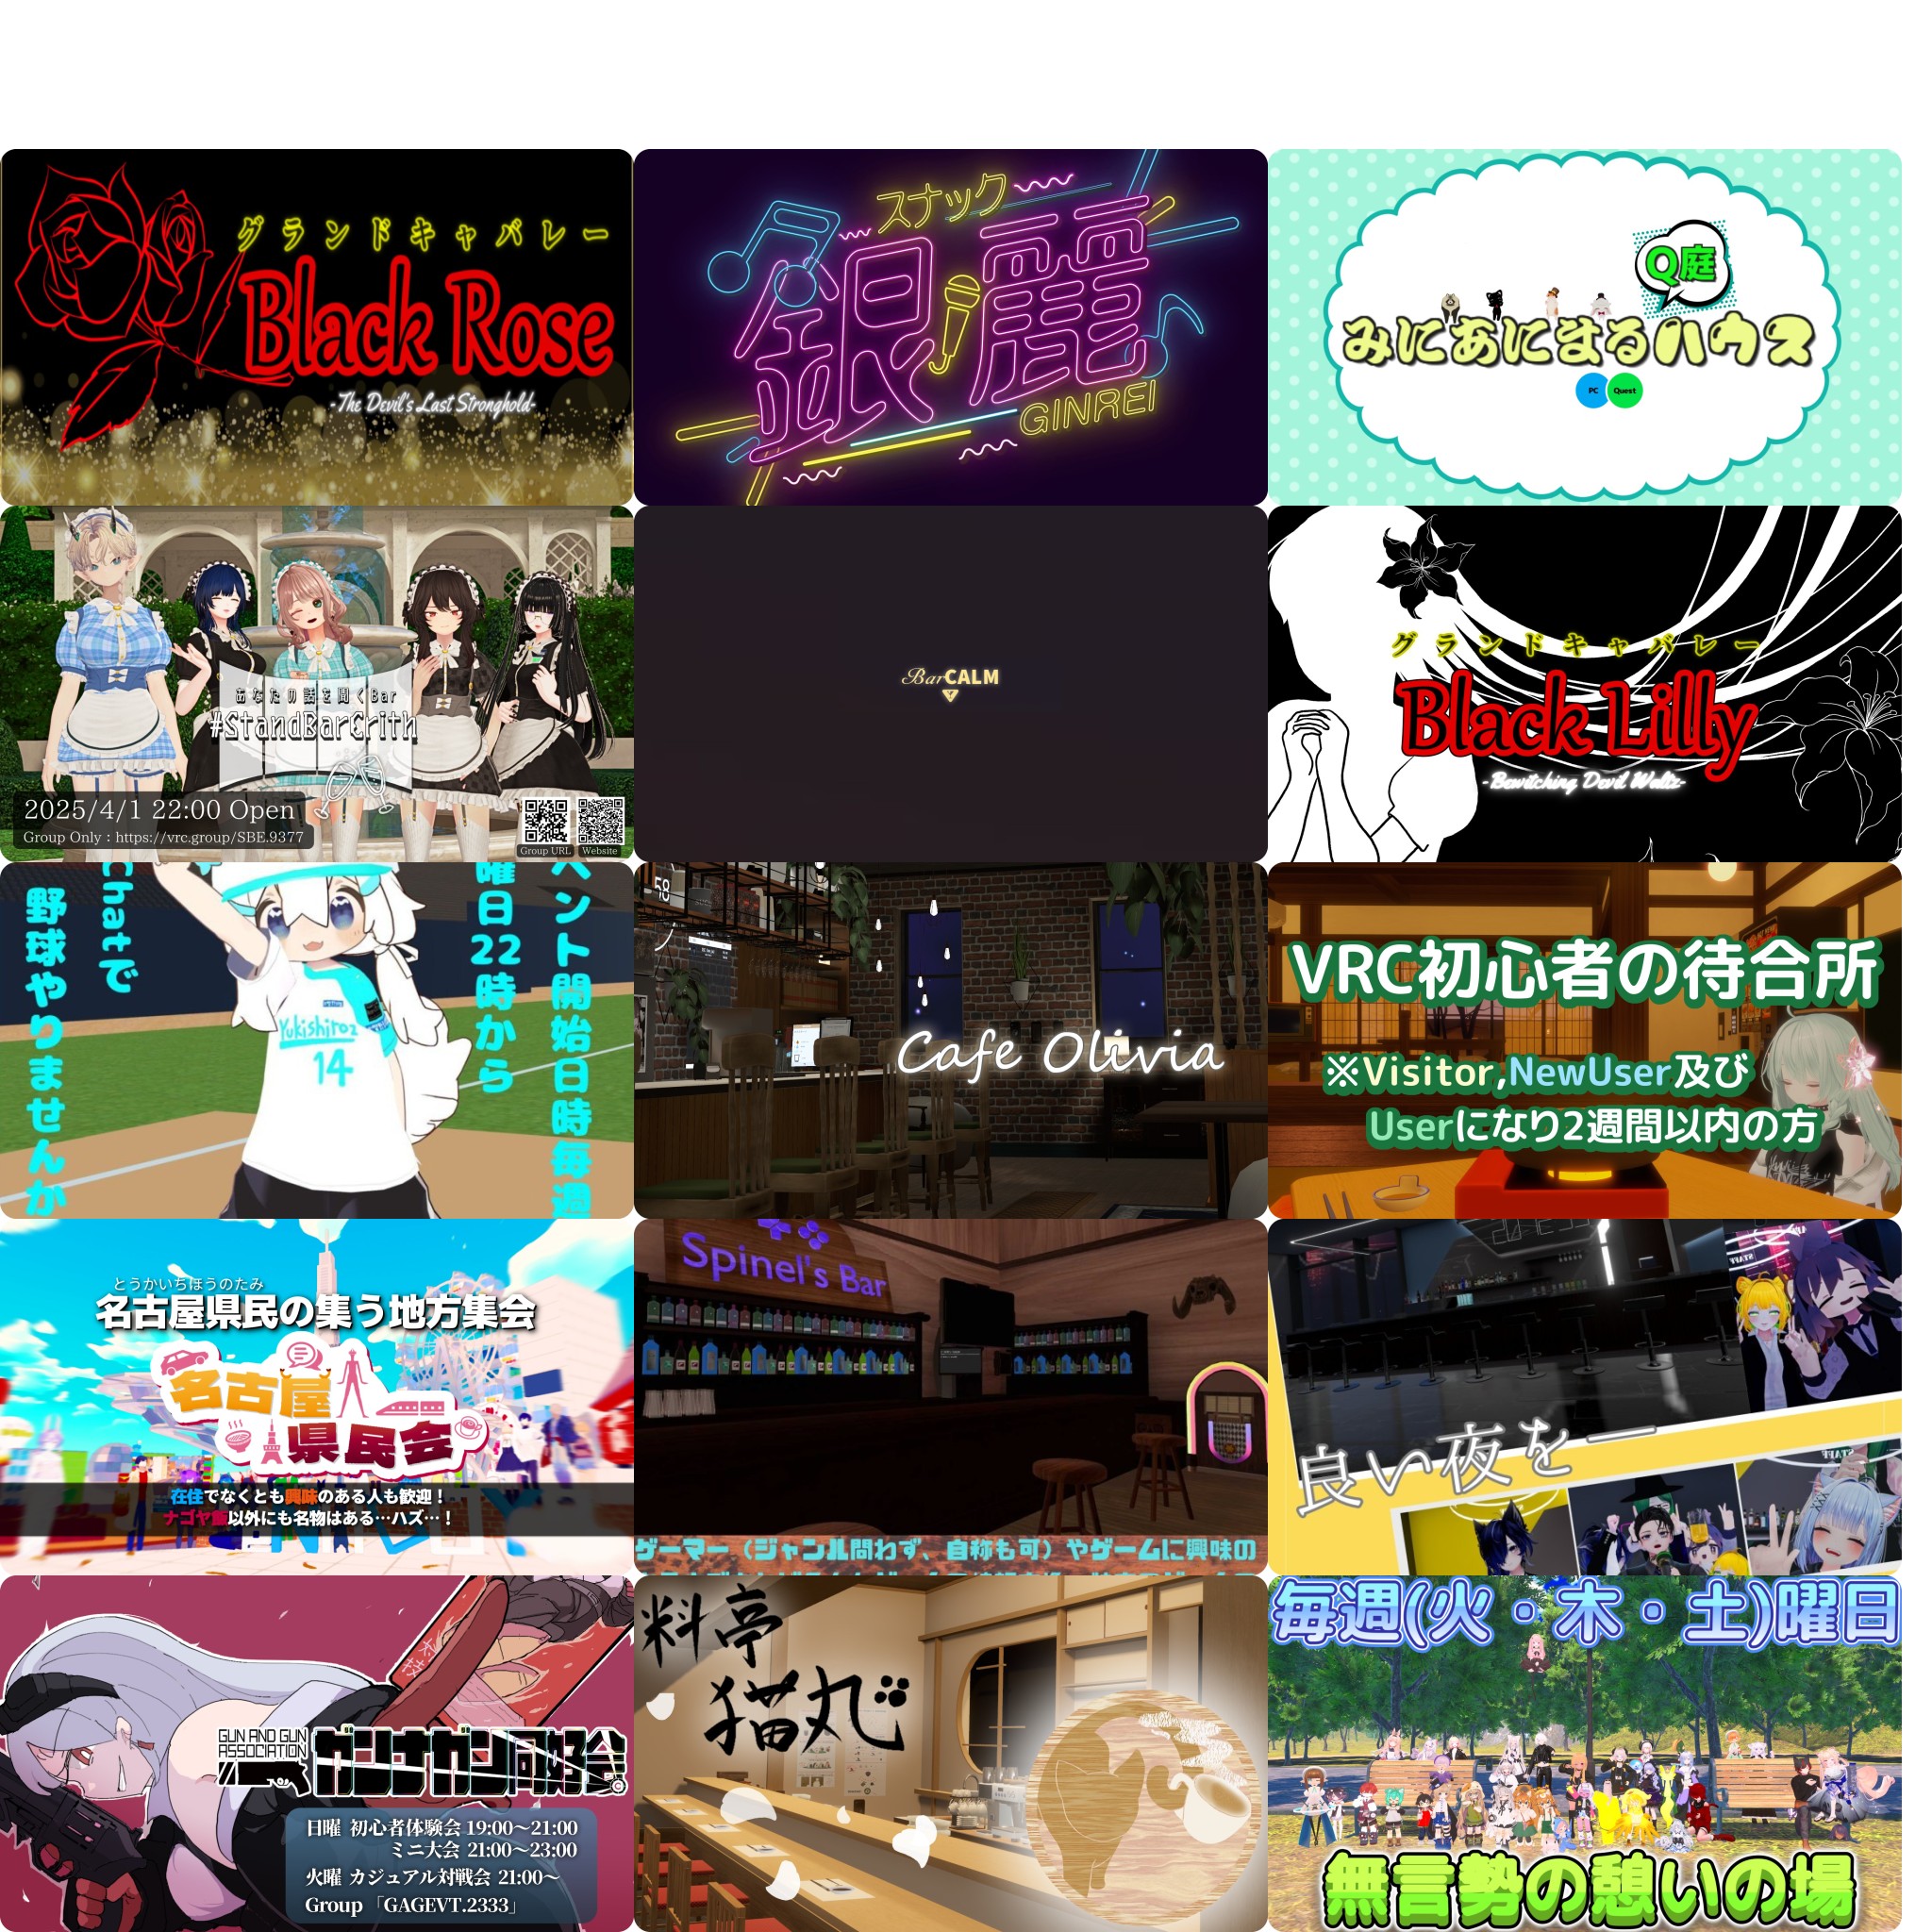 グランドキャバレー
Black Rose
-The Devil's Last Stronghold-
スナック
銀麗
GINREI
Q庭
みにあにまるハウス
PC
Quest
あなたの話を聞くBar
#StandBarCrith
2025/4/1 22:00 Open
Group Only : https://vrc.group/SBE.9377
Group URL
Website
BarCALM
グランドキャバレー
Black Lilly
-Bewitching Devil Waltz-
ベント開始日時毎週
曜日22時から
Chatで
野球やりませんか
Yukishiroz
14
58
Cafe Olivia
VRC初心者の待合所
※Visitor,NewUser及び
Userになり2週間以内の方
とうかいちほうのたみ
名古屋県民の集う地方集会
名古屋
県民会
在住でなくとも興味のある人も歓迎！
ナゴヤ飯以外にも名物はある…ハズ…！
Spinel's Bar
ゲーマー（ジャンル問わず、自称も可）やゲームに興味の
良い夜を―
STAFF
GUN AND GUN
ASSOCIATION
ガンナガン同好会
日曜 初心者体験会 19:00～21:00
ミニ大会 21:00～23:00
火曜 カジュアル対戦会 21:00～
Group 「GAGEVT.2333」
料亭
猫丸
毎週(火・木・土)曜日
無言勢の憩いの場